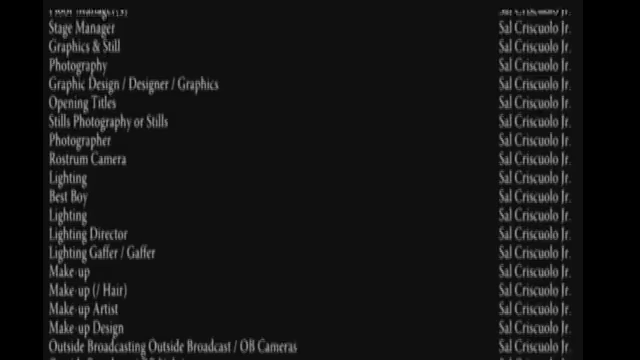 Floor Manager(s) Sal Criscuolo Jr.
Stage Manager Sal Criscuolo Jr.
Graphics & Still Sal Criscuolo Jr.
Photography Sal Criscuolo Jr.
Graphic Design / Designer / Graphics Sal Criscuolo Jr.
Opening Titles Sal Criscuolo Jr.
Stills Photography or Stills Sal Criscuolo Jr.
Photographer Sal Criscuolo Jr.
Rostrum Camera Sal Criscuolo Jr.
Lighting Sal Criscuolo Jr.
Best Boy Sal Criscuolo Jr.
Lighting Sal Criscuolo Jr.
Lighting Director Sal Criscuolo Jr.
Lighting Gaffer / Gaffer Sal Criscuolo Jr.
Make-up Sal Criscuolo Jr.
Make-up (/ Hair) Sal Criscuolo Jr.
Make-up Artist Sal Criscuolo Jr.
Make-up Design Sal Criscuolo Jr.
Outside Broadcasting Outside Broadcast / OB Cameras Sal Criscuolo Jr.